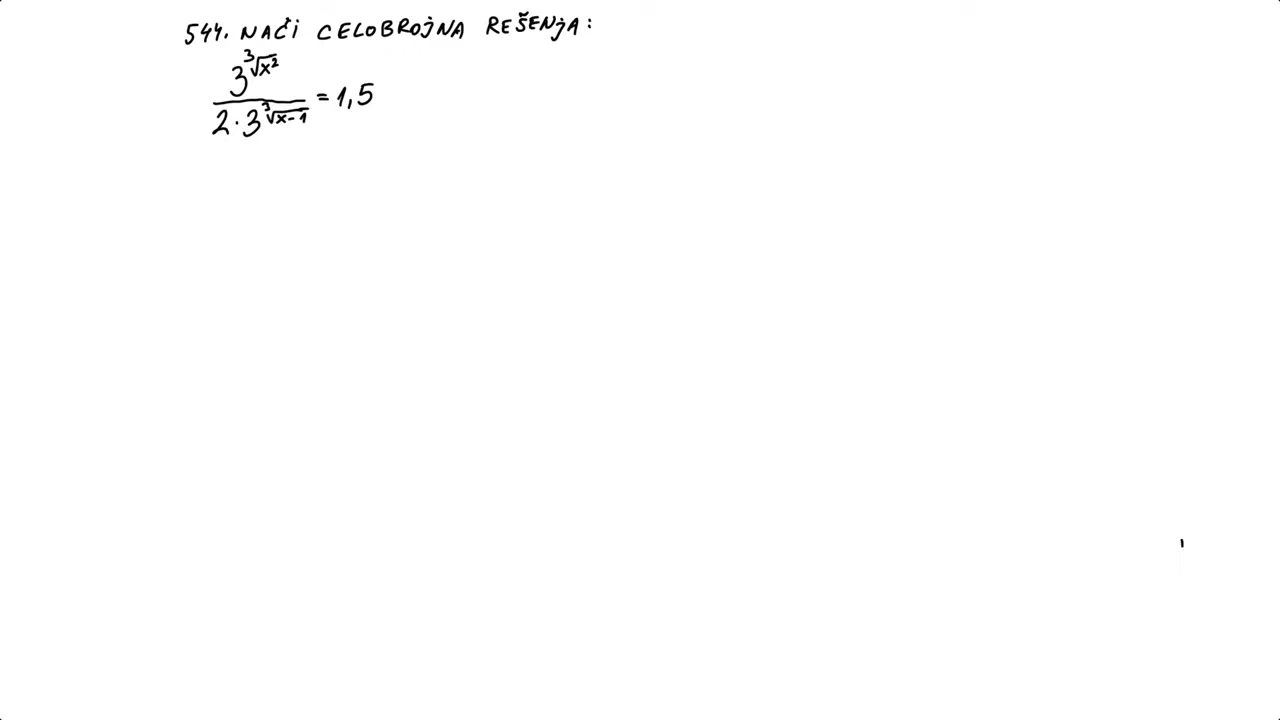 544. NAĆI CELOBROJNA REŠENJA:
3^∛(x²) / (2 · 3^∛(x-1)) = 1,5